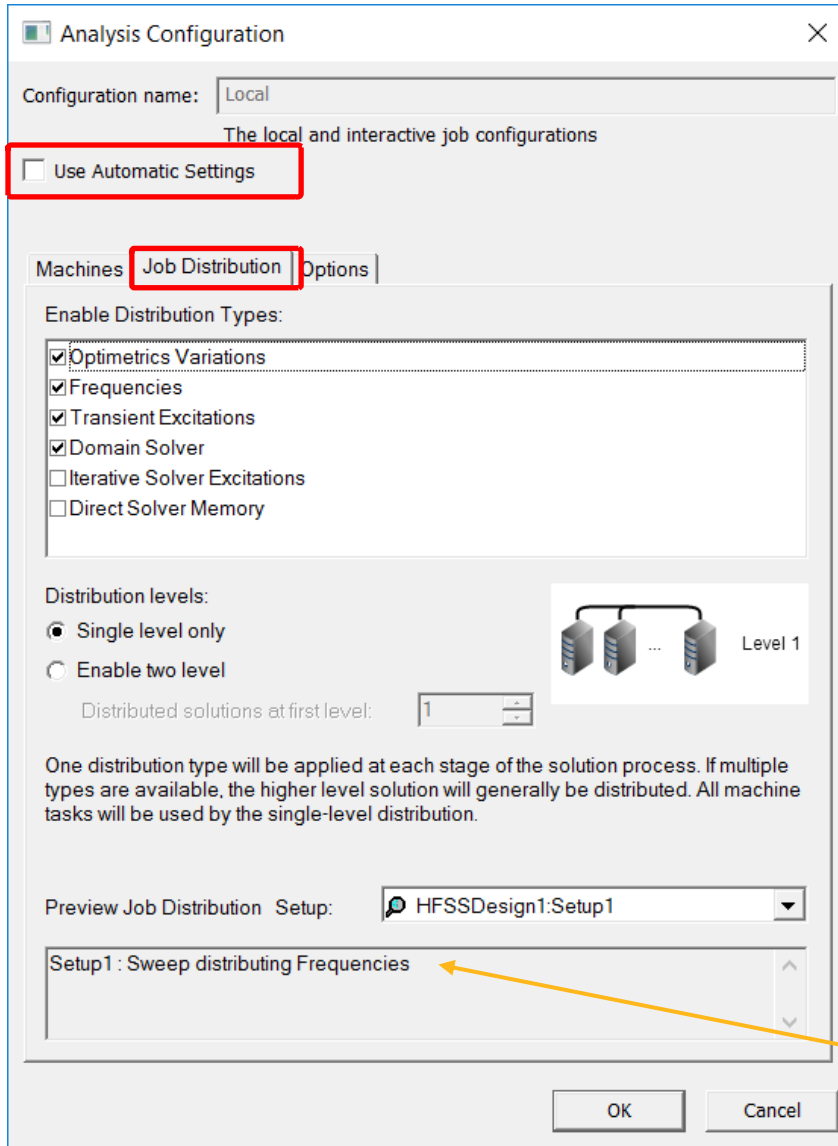 Analysis Configuration
Configuration name: Local
The local and interactive job configurations
Use Automatic Settings
Machines Job Distribution Options
Enable Distribution Types:
Optimetrics Variations
Frequencies
Transient Excitations
Domain Solver
Iterative Solver Excitations
Direct Solver Memory
Distribution levels:
Single level only
Enable two level
Distributed solutions at first level: 1
... Level 1
One distribution type will be applied at each stage of the solution process. If multiple
types are available, the higher level solution will generally be distributed. All machine
tasks will be used by the single-level distribution.
Preview Job Distribution Setup: HFSSDesign1:Setup1
Setup1 : Sweep distributing Frequencies
OK Cancel